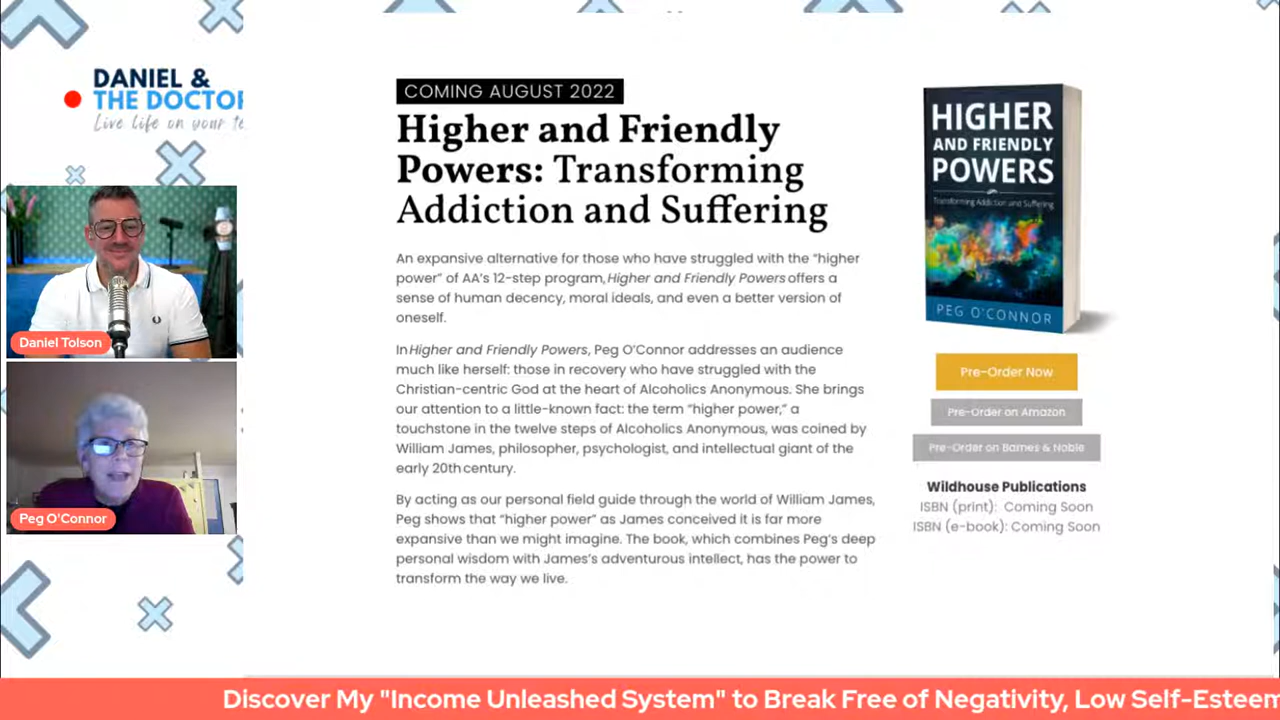 DANIEL &
THE DOCTOR
Live life on your te
Daniel Tolson
Peg O'Connor
COMING AUGUST 2022
Higher and Friendly
Powers: Transforming
Addiction and Suffering
An expansive alternative for those who have struggled with the “higher
power” of AA’s 12-step program, Higher and Friendly Powers offers a
sense of human decency, moral ideals, and even a better version of
oneself.
In Higher and Friendly Powers, Peg O’Connor addresses an audience
much like herself: those in recovery who have struggled with the
Christian-centric God at the heart of Alcoholics Anonymous. She brings
our attention to a little-known fact: the term “higher power,” a
touchstone in the twelve steps of Alcoholics Anonymous, was coined by
William James, philosopher, psychologist, and intellectual giant of the
early 20th century.
By acting as our personal field guide through the world of William James,
Peg shows that “higher power” as James conceived it is far more
expansive than we might imagine. The book, which combines Peg’s deep
personal wisdom with James’s adventurous intellect, has the power to
transform the way we live.
HIGHER
AND FRIENDLY
POWERS
Transforming Addiction and Suffering
PEG O'CONNOR
Pre-Order Now
Pre-Order on Amazon
Pre-Order on Barnes & Noble
Wildhouse Publications
ISBN (print): Coming Soon
ISBN (e-book): Coming Soon
Discover My "Income Unleashed System" to Break Free of Negativity, Low Self-Esteem